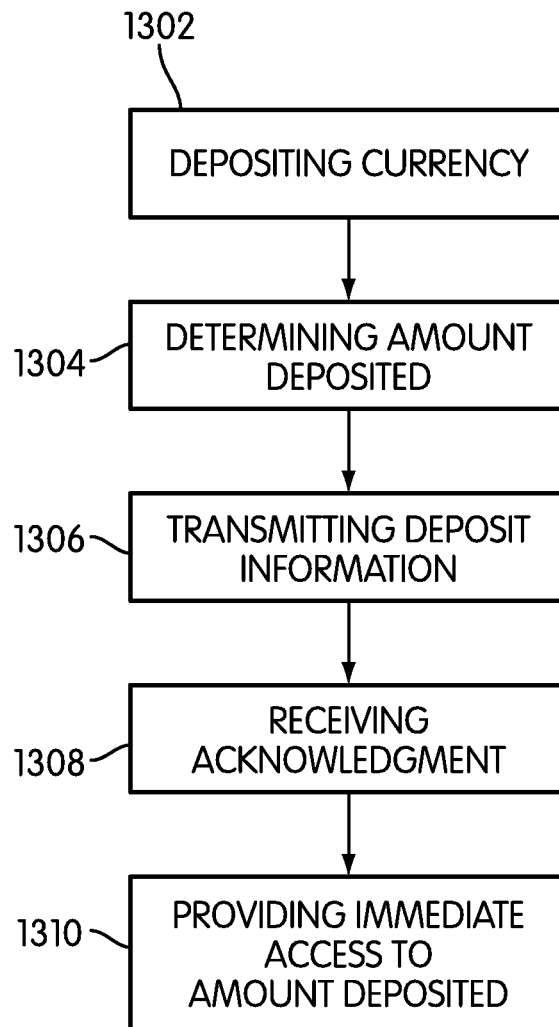 1302
DEPOSITING CURRENCY
1304
DETERMINING AMOUNT
DEPOSITED
1306
TRANSMITTING DEPOSIT
INFORMATION
1308
RECEIVING
ACKNOWLEDGMENT
1310
PROVIDING IMMEDIATE
ACCESS TO
AMOUNT DEPOSITED